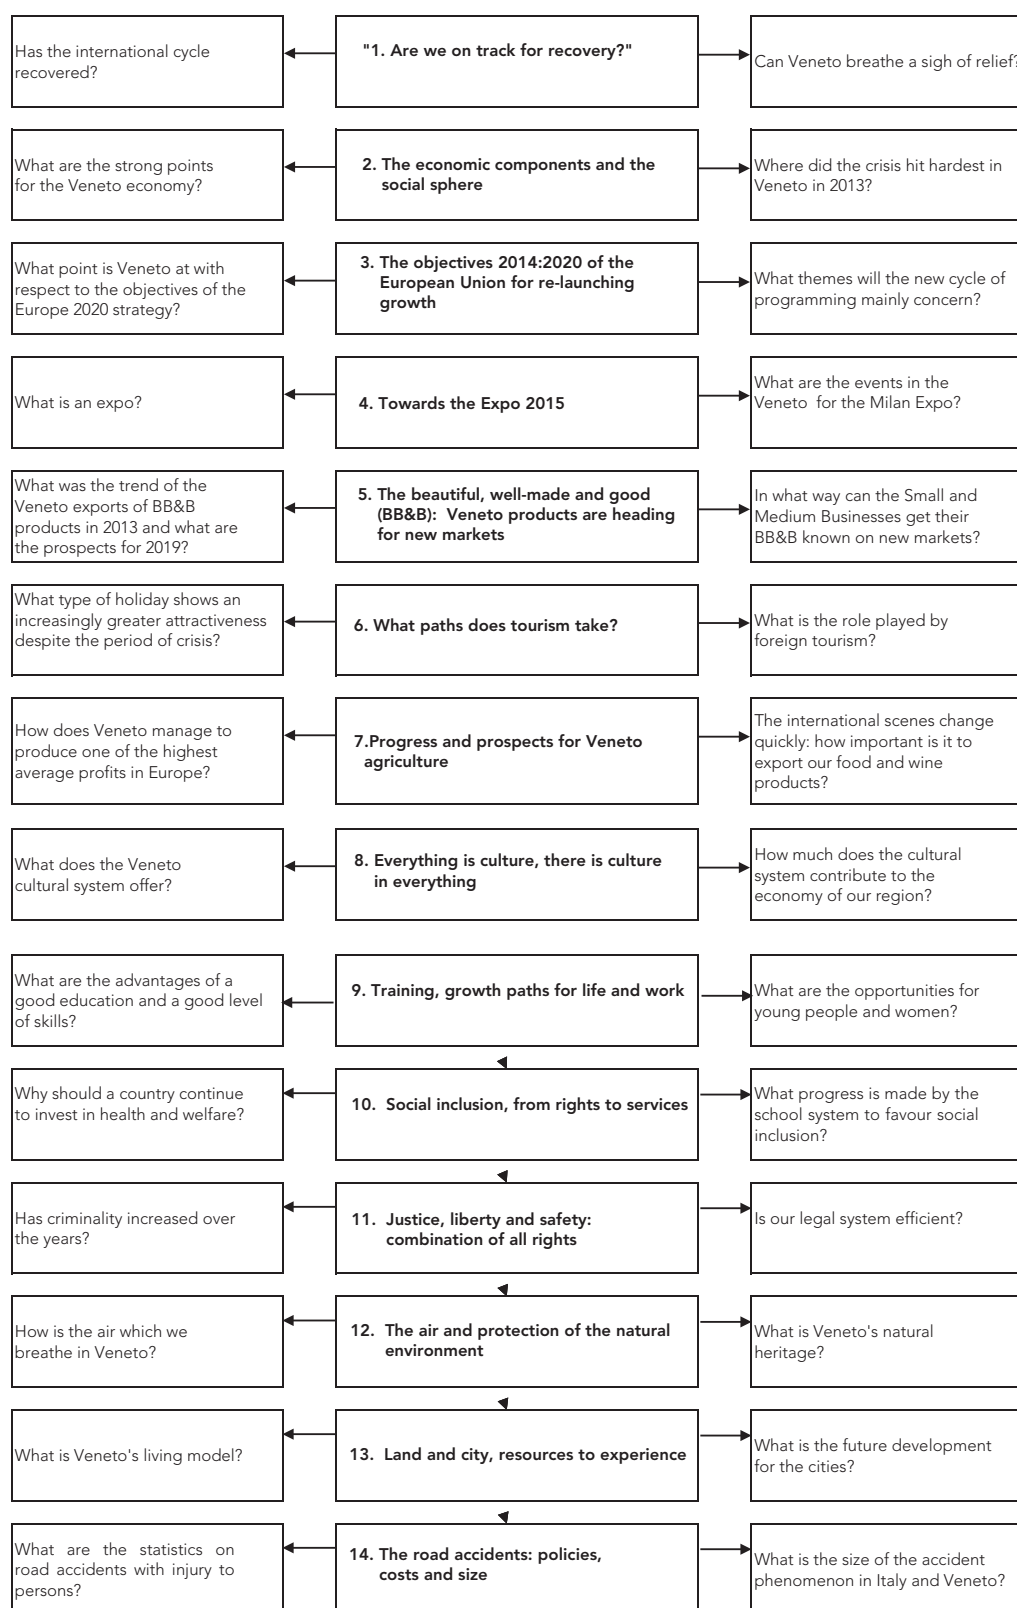 Has the international cycle
recovered?
"1. Are we on track for recovery?"
Can Veneto breathe a sigh of relief?
What are the strong points
for the Veneto economy?
2. The economic components and the
social sphere
Where did the crisis hit hardest in
Veneto in 2013?
What point is Veneto at with
respect to the objectives of the
Europe 2020 strategy?
3. The objectives 2014:2020 of the
European Union for re-launching
growth
What themes will the new cycle of
programming mainly concern?
What is an expo?
4. Towards the Expo 2015
What are the events in the
Veneto for the Milan Expo?
What was the trend of the
Veneto exports of BB&B
products in 2013 and what are
the prospects for 2019?
5. The beautiful, well-made and good
(BB&B): Veneto products are heading
for new markets
In what way can the Small and
Medium Businesses get their
BB&B known on new markets?
What type of holiday shows an
increasingly greater attractiveness
despite the period of crisis?
6. What paths does tourism take?
What is the role played by
foreign tourism?
How does Veneto manage to
produce one of the highest
average profits in Europe?
7.Progress and prospects for Veneto
agriculture
The international scenes change
quickly: how important is it to
export our food and wine
products?
What does the Veneto
cultural system offer?
8. Everything is culture, there is culture
in everything
How much does the cultural
system contribute to the
economy of our region?
What are the advantages of a
good education and a good level
of skills?
9. Training, growth paths for life and work
What are the opportunities for
young people and women?
Why should a country continue
to invest in health and welfare?
10. Social inclusion, from rights to services
What progress is made by the
school system to favour social
inclusion?
Has criminality increased over
the years?
11. Justice, liberty and safety:
combination of all rights
Is our legal system efficient?
How is the air which we
breathe in Veneto?
12. The air and protection of the natural
environment
What is Veneto's natural
heritage?
What is Veneto's living model?
13. Land and city, resources to experience
What is the future development
for the cities?
What are the statistics on
road accidents with injury to
persons?
14. The road accidents: policies,
costs and size
What is the size of the accident
phenomenon in Italy and Veneto?